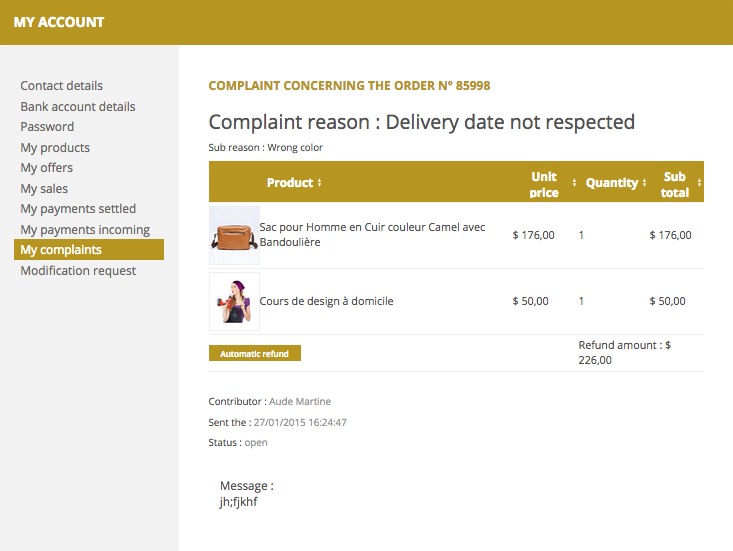 MY ACCOUNT
Contact details
Bank account details
Password
My products
My offers
My sales
My payments settled
My payments incoming
My complaints
Modification request
COMPLAINT CONCERNING THE ORDER N° 85998
Complaint reason : Delivery date not respected
Sub reason : Wrong color
Product Unit price Quantity Sub total
Sac pour Homme en Cuir couleur Camel avec
Bandoulière
$ 176,00 1 $ 176,00
Cours de design à domicile $ 50,00 1 $ 50,00
Automatic refund
Refund amount : $
226,00
Contributor : Aude Martine
Sent the : 27/01/2015 16:24:47
Status : open
Message :
jh;fjkhf